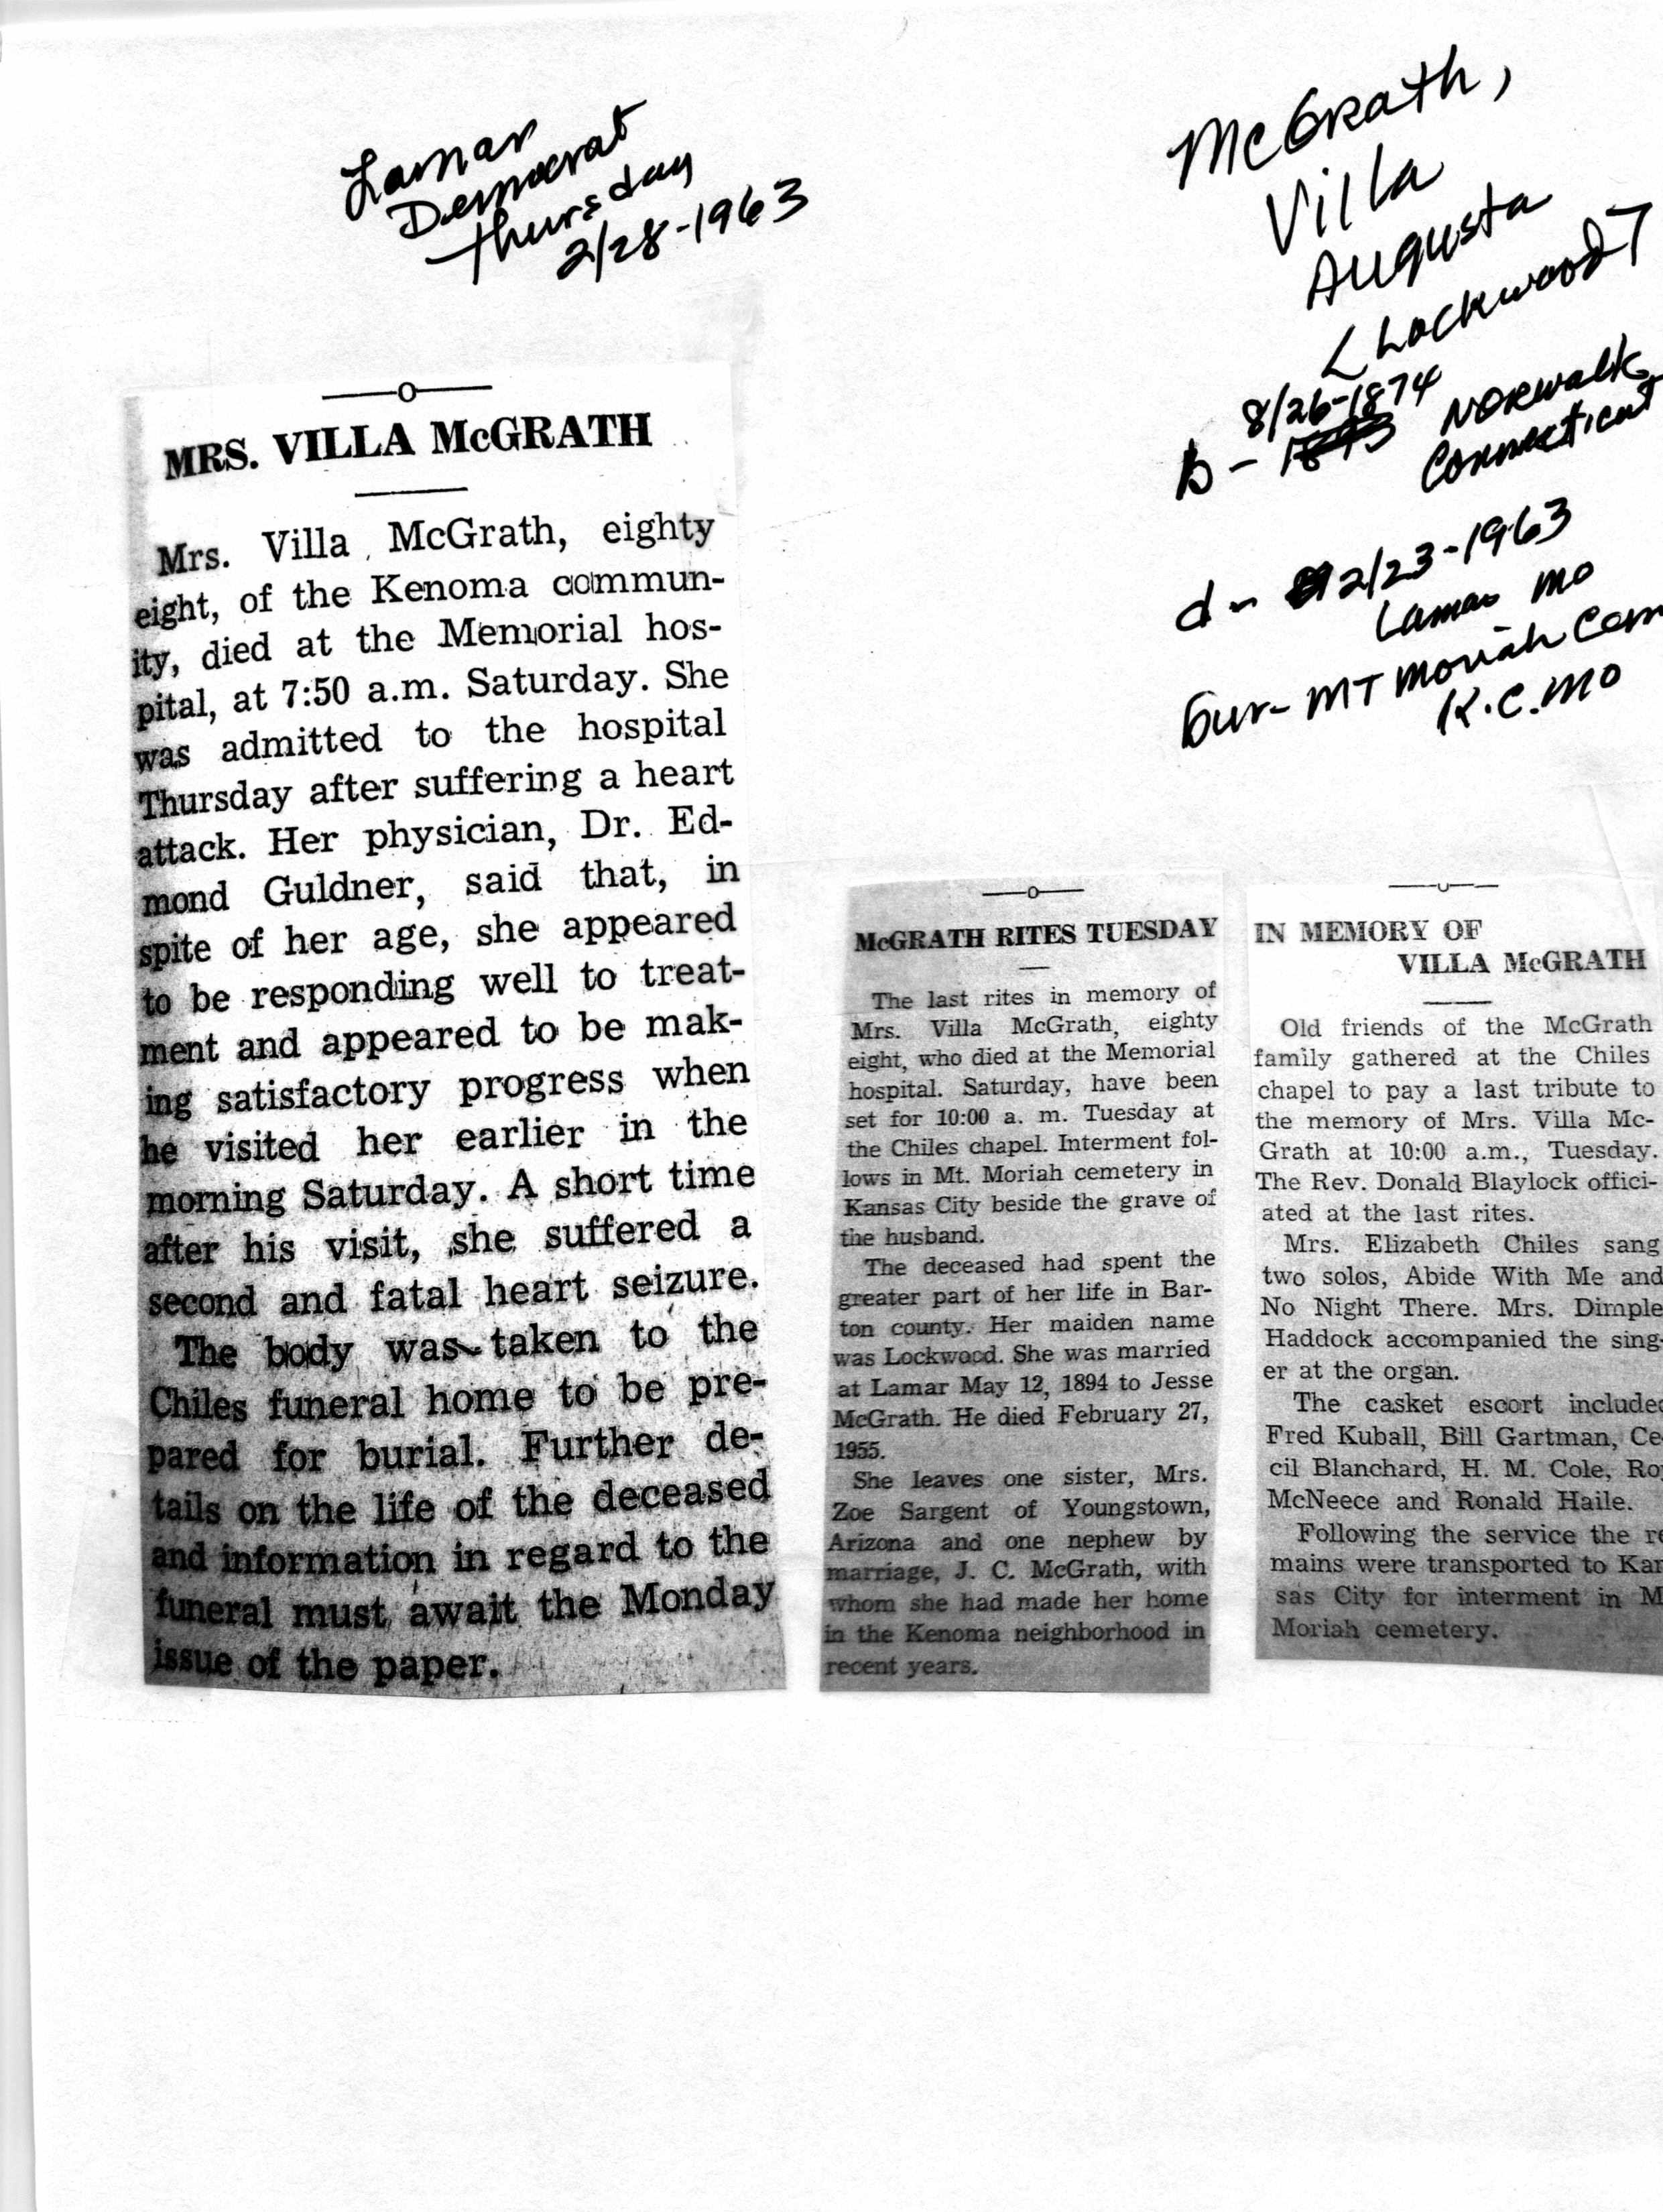 Lamar
Democrat
Thursday
2/28-1963
McGrath,
Villa
Augusta
< Lockwood 7
8/26-1874 Norwalk,
b - Connecticut
d - 2/23-1963
Lamar Mo
bur- MT Moriah Cem
K.C. Mo
MRS. VILLA McGRATH
Mrs. Villa McGrath, eighty
eight, of the Kenoma commun-
ity, died at the Memorial hos-
pital, at 7:50 a.m. Saturday. She
was admitted to the hospital
Thursday after suffering a heart
attack. Her physician, Dr. Ed-
mond Guldner, said that, in
spite of her age, she appeared
to be responding well to treat-
ment and appeared to be mak-
ing satisfactory progress when
he visited her earlier in the
morning Saturday. A short time
after his visit, she suffered a
second and fatal heart seizure.
The body was taken to the
Chiles funeral home to be pre-
pared for burial. Further de-
tails on the life of the deceased
and information in regard to the
funeral must await the Monday
issue of the paper.
McGRATH RITES TUESDAY
The last rites in memory of
Mrs. Villa McGrath, eighty
eight, who died at the Memorial
hospital. Saturday, have been
set for 10:00 a. m. Tuesday at
the Chiles chapel. Interment fol-
lows in Mt. Moriah cemetery in
Kansas City beside the grave of
the husband.
The deceased had spent the
greater part of her life in Bar-
ton county. Her maiden name
was Lockwood. She was married
at Lamar May 12, 1894 to Jesse
McGrath. He died February 27,
1955.
She leaves one sister, Mrs.
Zoe Sargent of Youngstown,
Arizona and one nephew by
marriage, J. C. McGrath, with
whom she had made her home
in the Kenoma neighborhood in
recent years.
IN MEMORY OF
VILLA McGRATH
Old friends of the McGrath
family gathered at the Chiles
chapel to pay a last tribute to
the memory of Mrs. Villa Mc-
Grath at 10:00 a.m., Tuesday.
The Rev. Donald Blaylock offici-
ated at the last rites.
Mrs. Elizabeth Chiles sang
two solos, Abide With Me and
No Night There. Mrs. Dimple
Haddock accompanied the sing-
er at the organ.
The casket escort include
Fred Kuball, Bill Gartman, Ce-
cil Blanchard, H. M. Cole, Ro
McNeece and Ronald Haile.
Following the service the re
mains were transported to Kan
sas City for interment in M
Moriah cemetery.